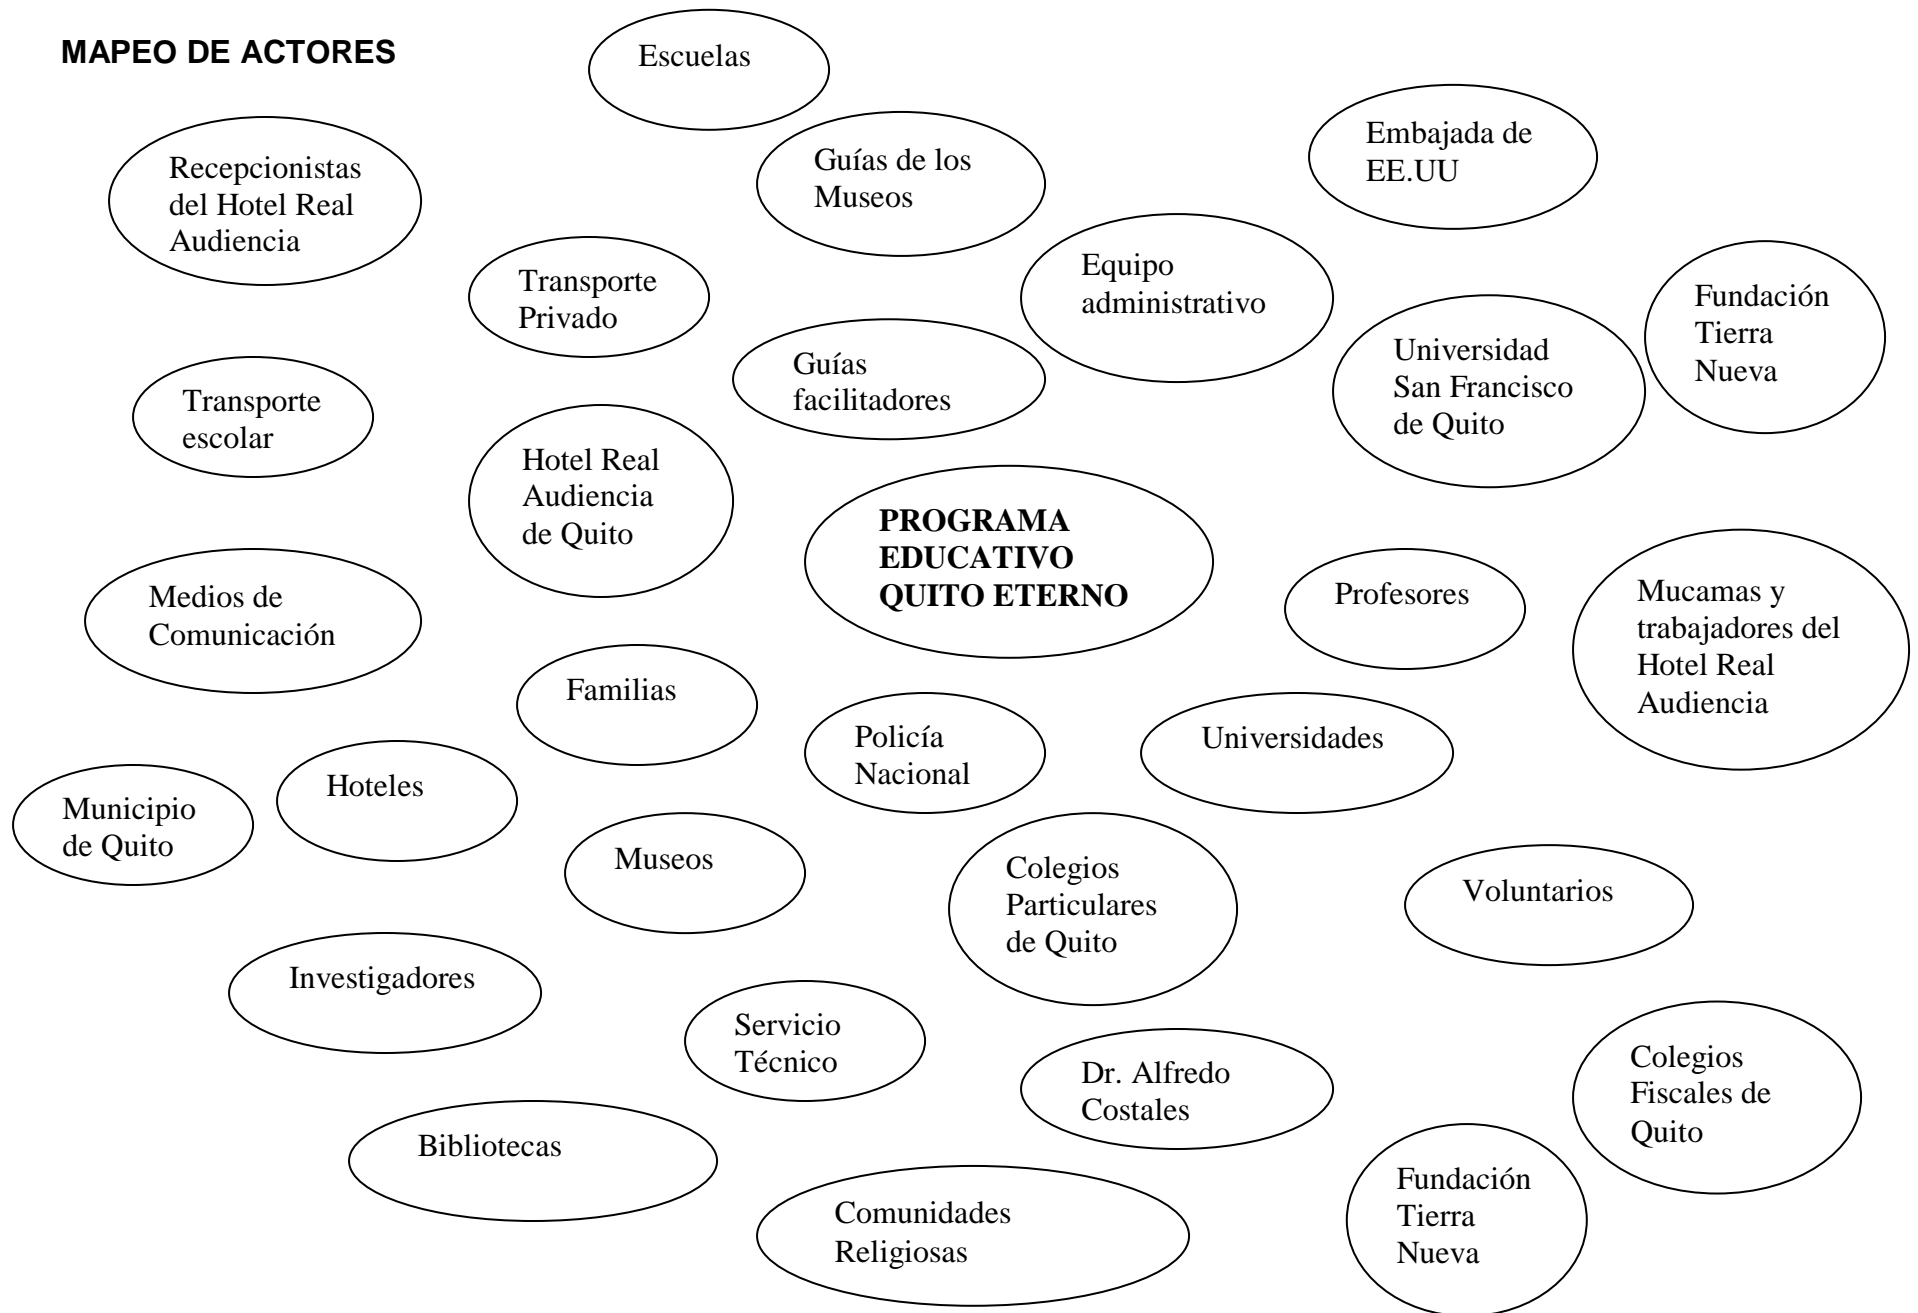 MAPEO DE ACTORES
Escuelas
Embajada de
EE.UU
Guías de los
Museos
Recepcionistas
del Hotel Real
Audiencia
Equipo
administrativo
Transporte
Privado
Fundación
Tierra
Nueva
Universidad
San Francisco
de Quito
Guías
facilitadores
Transporte
escolar
Hotel Real
Audiencia
de Quito
PROGRAMA
EDUCATIVO
QUITO ETERNO
Profesores
Mucamas y
trabajadores del
Hotel Real
Audiencia
Medios de
Comunicación
Familias
Policía
Nacional
Universidades
Hoteles
Municipio
de Quito
Museos
Colegios
Particulares
de Quito
Voluntarios
Investigadores
Servicio
Técnico
Dr. Alfredo
Costales
Colegios
Fiscales de
Quito
Bibliotecas
Fundación
Tierra
Nueva
Comunidades
Religiosas